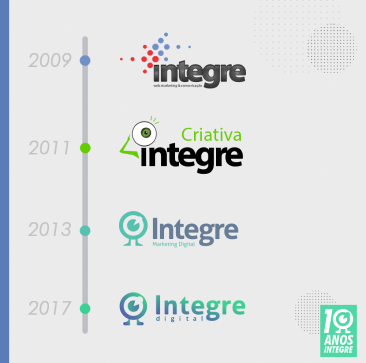 2009
integre
web marketing & comunicação
2011
Criativa
integre
2013
Integre
Marketing Digital
2017
Integre
digital
10
ANOS
INTEGRE